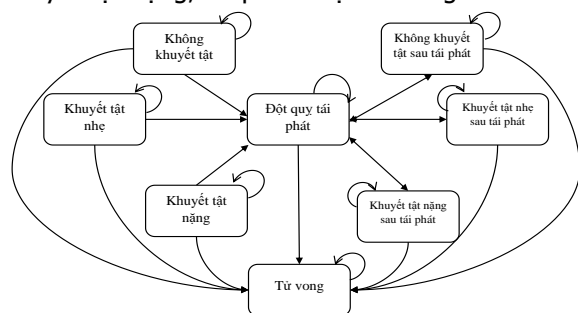 Không
khuyết tật
Không khuyết
tật sau tái phát
Khuyết tật
nhẹ
Đột quỵ tái
phát
Khuyết tật nhẹ
sau tái phát
Khuyết tật
nặng
Khuyết tật nặng
sau tái phát
Tử vong